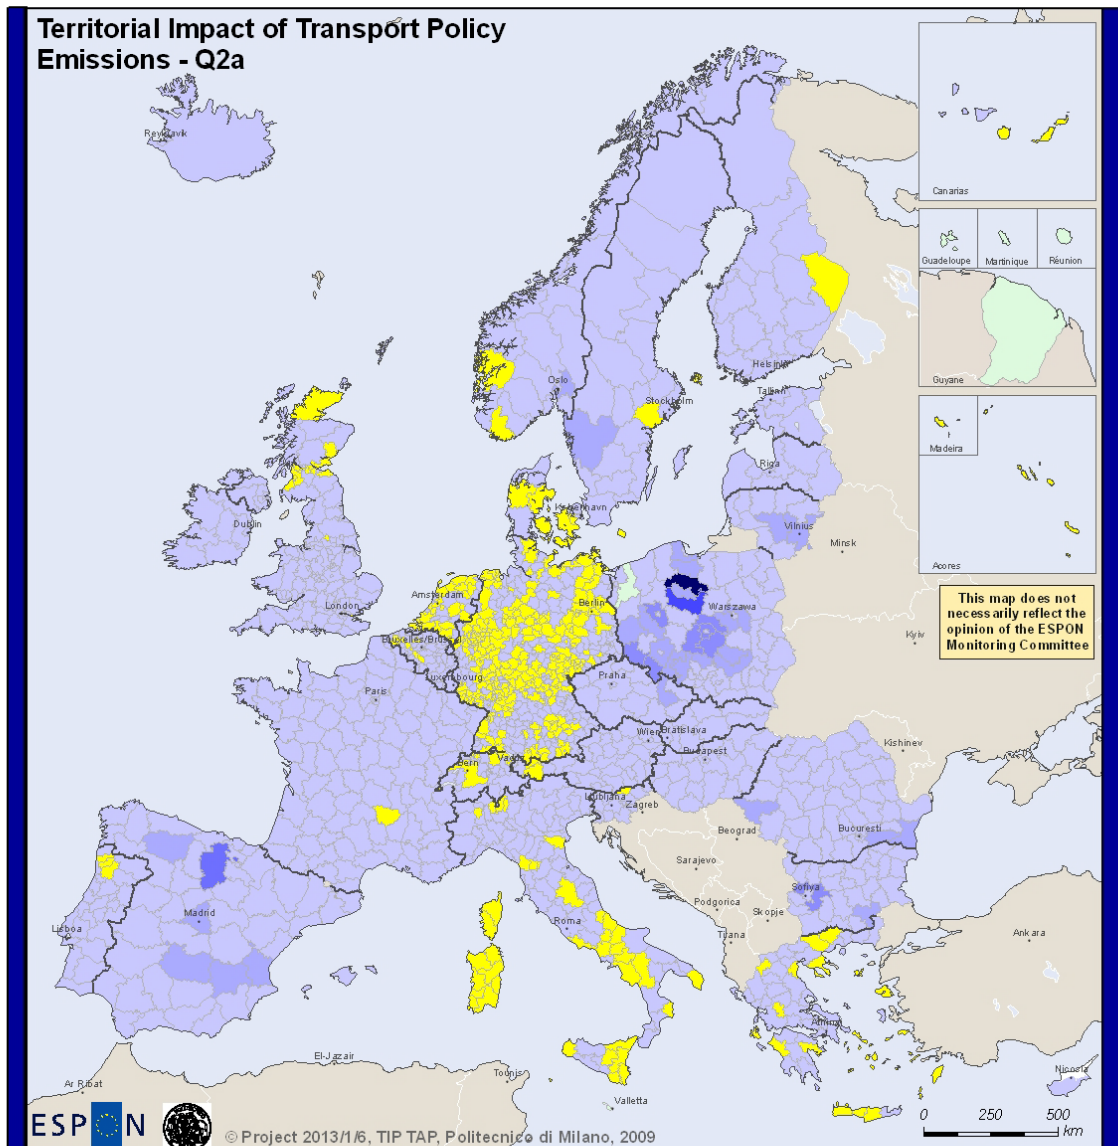 Territorial Impact of Transport Policy
Emissions - Q2a
Reykjavik
Canarias
Guadeloupe
Martinique
Réunion
Guyane
Helsinki
Oslo
Stockholm
Tallinn
Madeira
Riga
Acores
Dublin
København
Vilnius
Minsk
This map does not
necessarily reflect the
opinion of the ESPON
Monitoring Committee
Amsterdam
Berlin
Warszawa
London
Bruxelles/Brussel
Kyiv
Luxembourg
Praha
Paris
Wien
Bratislava
Kishinev
Budapest
Bern
Vaduz
Ljubljana
Zagreb
Beograd
Bucuresti
Sarajevo
Sofiya
Podgorica
Skopje
Madrid
Roma
Tirana
Ankara
Lisboa
Athinai
El-Jazair
Tounis
Nicosia
Ar Ribat
Valletta
ESPON
© Project 2013/1/6, TIP TAP, Politecnico di Milano, 2009
0 250 500
km